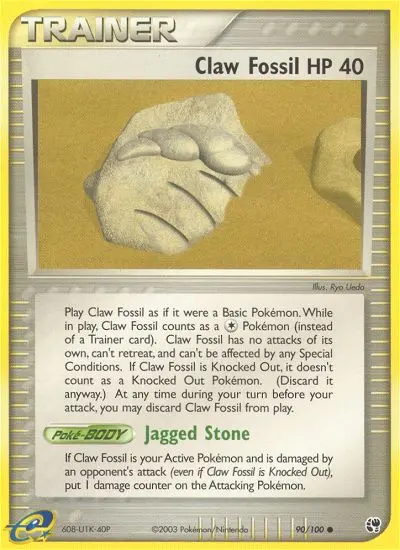 TRAINER
Claw Fossil HP 40
Illus. Ryo Ueda
Play Claw Fossil as if it were a Basic Pokémon. While
in play, Claw Fossil counts as a Pokémon (instead
of a Trainer card). Claw Fossil has no attacks of
its own, can't retreat, and can't be affected by any
Special Conditions. If Claw Fossil is Knocked Out, it doesn't
count as a Knocked Out Pokémon. (Discard it
anyway.) At any time during your turn before your
attack, you may discard Claw Fossil from play.
Poké-BODY Jagged Stone
If Claw Fossil is your Active Pokémon and is damaged by
an opponent's attack (even if Claw Fossil is Knocked Out),
put 1 damage counter on the Attacking Pokémon.
e 608-U1K-40P ©2003 Pokémon/Nintendo 90/100 ●